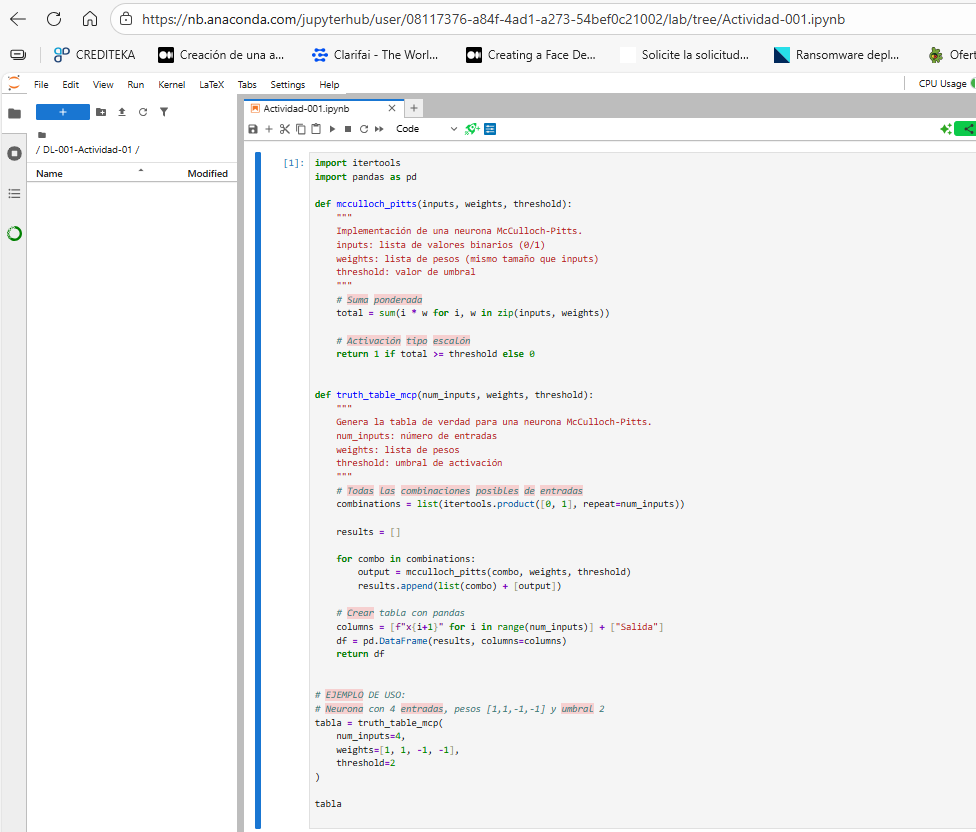 https://nb.anaconda.com/jupyterhub/user/08117376-a84f-4ad1-a273-54bef0c21002/lab/tree/Actividad-001.ipynb
CREDITEKA Creación de una a... Clarifai - The Worl... Creating a Face De... Solicite la solicitud... Ransomware depl... Ofert
File Edit View Run Kernel LaTeX Tabs Settings Help CPU Usage
Actividad-001.ipynb
Code
/ DL-001-Actividad-01 /
Name Modified
[1]:
import itertools
import pandas as pd
def mcculloch_pitts(inputs, weights, threshold):
"""
Implementación de una neurona McCulloch-Pitts.
inputs: lista de valores binarios (0/1)
weights: lista de pesos (mismo tamaño que inputs)
threshold: valor de umbral
"""
# Suma ponderada
total = sum(i * w for i, w in zip(inputs, weights))
# Activación tipo escalón
return 1 if total >= threshold else 0
def truth_table_mcp(num_inputs, weights, threshold):
"""
Genera la tabla de verdad para una neurona McCulloch-Pitts.
num_inputs: número de entradas
weights: lista de pesos
threshold: umbral de activación
"""
# Todas las combinaciones posibles de entradas
combinations = list(itertools.product([0, 1], repeat=num_inputs))
results = []
for combo in combinations:
output = mcculloch_pitts(combo, weights, threshold)
results.append(list(combo) + [output])
# Crear tabla con pandas
columns = [f"x{i+1}" for i in range(num_inputs)] + ["Salida"]
df = pd.DataFrame(results, columns=columns)
return df
# EJEMPLO DE USO:
# Neurona con 4 entradas, pesos [1,1,-1,-1] y umbral 2
tabla = truth_table_mcp(
num_inputs=4,
weights=[1, 1, -1, -1],
threshold=2
)
tabla